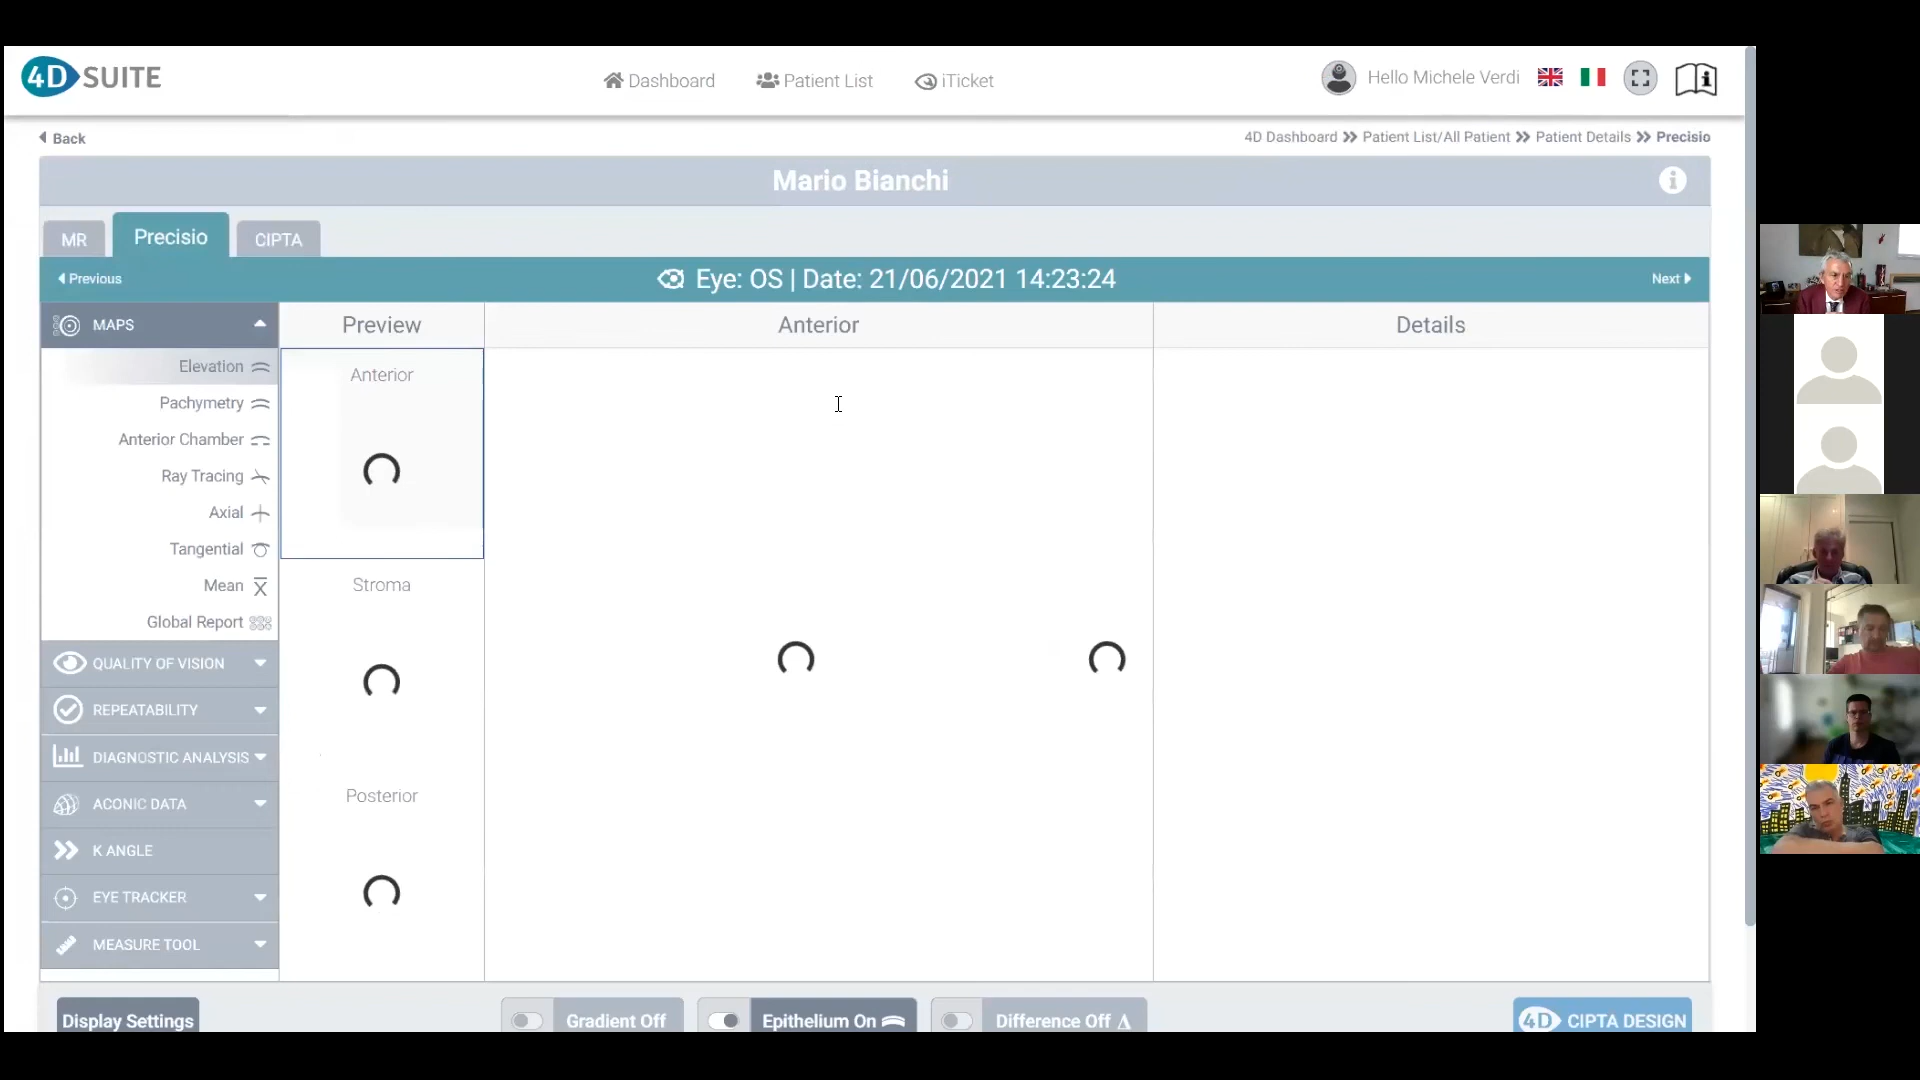 4D SUITE
Dashboard
Patient List
iTicket
Hello Michele Verdi
Back
4D Dashboard >> Patient List/All Patient >> Patient Details >> Precisio
Mario Bianchi
MR
Precisio
CIPTA
Previous
Eye: OS | Date: 21/06/2021 14:23:24
Next
MAPS
Elevation
Pachymetry
Anterior Chamber
Ray Tracing
Axial
Tangential
Mean
Global Report
QUALITY OF VISION
REPEATABILITY
DIAGNOSTIC ANALYSIS
ACONIC DATA
K ANGLE
EYE TRACKER
MEASURE TOOL
Preview
Anterior
Stroma
Posterior
Anterior
Details
Display Settings
Gradient Off
Epithelium On
Difference Off
4D CIPTA DESIGN